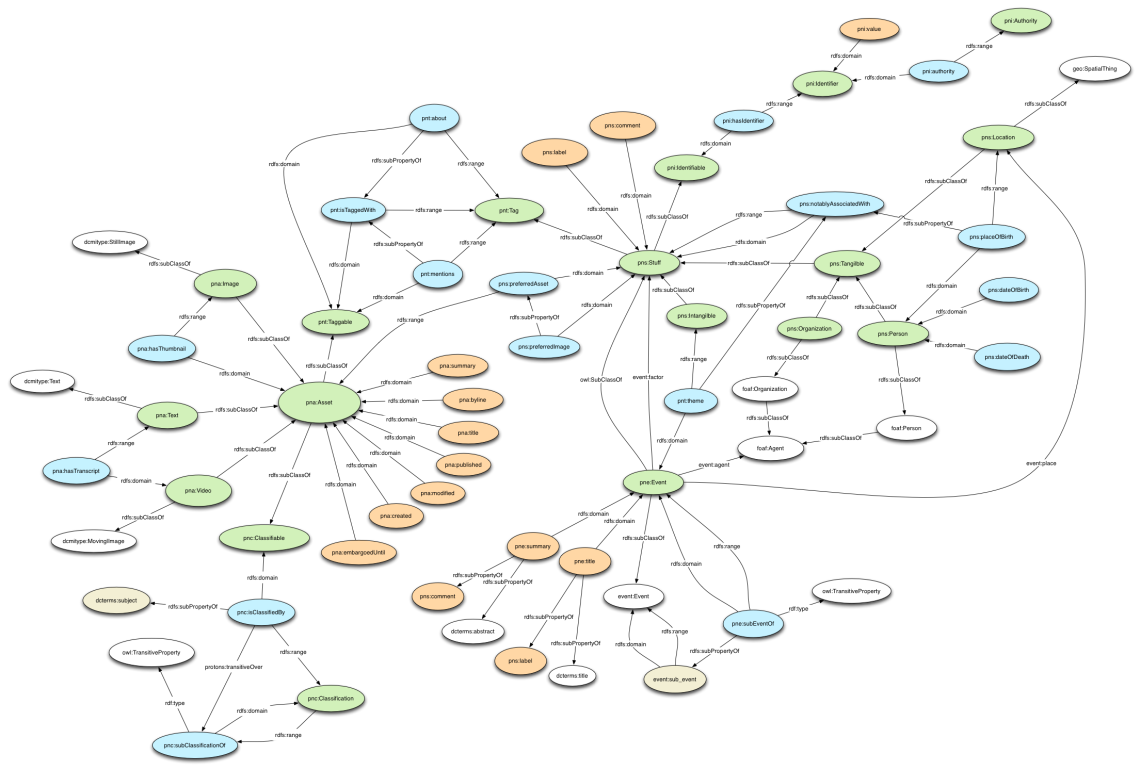 pni:Authority
pni:value
rdfs:range
rdfs:domain
pni:authority
geo:SpatialThing
rdfs:domain
pni:Identifier
rdfs:range
rdfs:subClassOf
pnt:about
pni:hasIdentifier
pns:comment
pns:Location
rdfs:domain
pns:label
rdfs:domain
rdfs:subPropertyOf
rdfs:range
pni:Identifiable
rdfs:subClassOf
rdfs:domain
rdfs:range
rdfs:domain
pns:notablyAssociatedWith
pnt:isTaggedWith
rdfs:range
pnt:Tag
rdfs:subClassOf
rdfs:range
rdfs:subPropertyOf
pns:placeOfBirth
dcmitype:StillImage
rdfs:subClassOf
rdfs:domain
rdfs:subPropertyOf
rdfs:range
rdfs:domain
rdfs:subClassOf
pns:Stuff
rdfs:subClassOf
pns:Tangible
pnt:mentions
rdfs:domain
pna:Image
pns:preferredAsset
rdfs:subClassOf
pns:dateOfBirth
rdfs:domain
rdfs:subClassOf
rdfs:subClassOf
rdfs:domain
rdfs:range
rdfs:range
rdfs:subPropertyOf
rdfs:domain
rdfs:subPropertyOf
pns:Intangible
rdfs:domain
pnt:Taggable
pns:Organization
pns:Person
rdfs:subClassOf
pns:preferredImage
rdfs:domain
pna:hasThumbnail
pns:dateOfDeath
rdfs:range
rdfs:domain
rdfs:subClassOf
pna:summary
owl:SubClassOf
event:factor
rdfs:subClassOf
rdfs:subClassOf
dcmitype:Text
rdfs:domain
foaf:Organization
rdfs:subClassOf
pna:Asset
rdfs:domain
pna:byline
pnt:theme
pna:Text
rdfs:subClassOf
rdfs:domain
rdfs:subClassOf
foaf:Person
pna:title
rdfs:domain
rdfs:subClassOf
rdfs:range
rdfs:subClassOf
rdfs:domain
foaf:Agent
pna:hasTranscript
rdfs:domain
pna:published
event:agent
event:place
rdfs:domain
rdfs:subClassOf
rdfs:domain
pna:Video
rdfs:domain
pna:modified
pne:Event
rdfs:subClassOf
rdfs:domain
pna:created
rdfs:domain
rdfs:domain
dcmitype:MovingImage
pnc:Classifiable
pna:embargoedUntil
pne:summary
rdfs:subClassOf
rdfs:range
pne:title
rdfs:domain
rdfs:domain
rdfs:subPropertyOf
rdfs:subPropertyOf
owl:TransitiveProperty
dcterms:subject
rdfs:subPropertyOf
pnc:isClassifiedBy
pns:comment
event:Event
rdf:type
pne:subEventOf
dcterms:abstract
owl:TransitiveProperty
rdfs:range
rdfs:subPropertyOf
rdfs:range
rdfs:domain
rdfs:subPropertyOf
protons:transitiveOver
rdfs:subPropertyOf
pns:label
dcterms:title
event:sub_event
pnc:Classification
rdf:type
rdfs:domain
rdfs:range
pnc:subClassificationOf